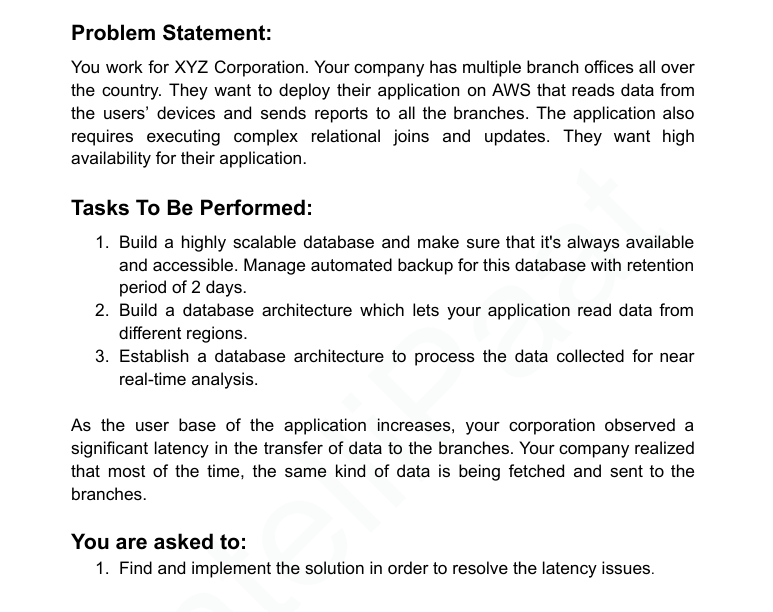 Problem Statement:
You work for XYZ Corporation. Your company has multiple branch offices all over
the country. They want to deploy their application on AWS that reads data from
the users’ devices and sends reports to all the branches. The application also
requires executing complex relational joins and updates. They want high
availability for their application.
Tasks To Be Performed:
1. Build a highly scalable database and make sure that it's always available
and accessible. Manage automated backup for this database with retention
period of 2 days.
2. Build a database architecture which lets your application read data from
different regions.
3. Establish a database architecture to process the data collected for near
real-time analysis.
As the user base of the application increases, your corporation observed a
significant latency in the transfer of data to the branches. Your company realized
that most of the time, the same kind of data is being fetched and sent to the
branches.
You are asked to:
1. Find and implement the solution in order to resolve the latency issues.